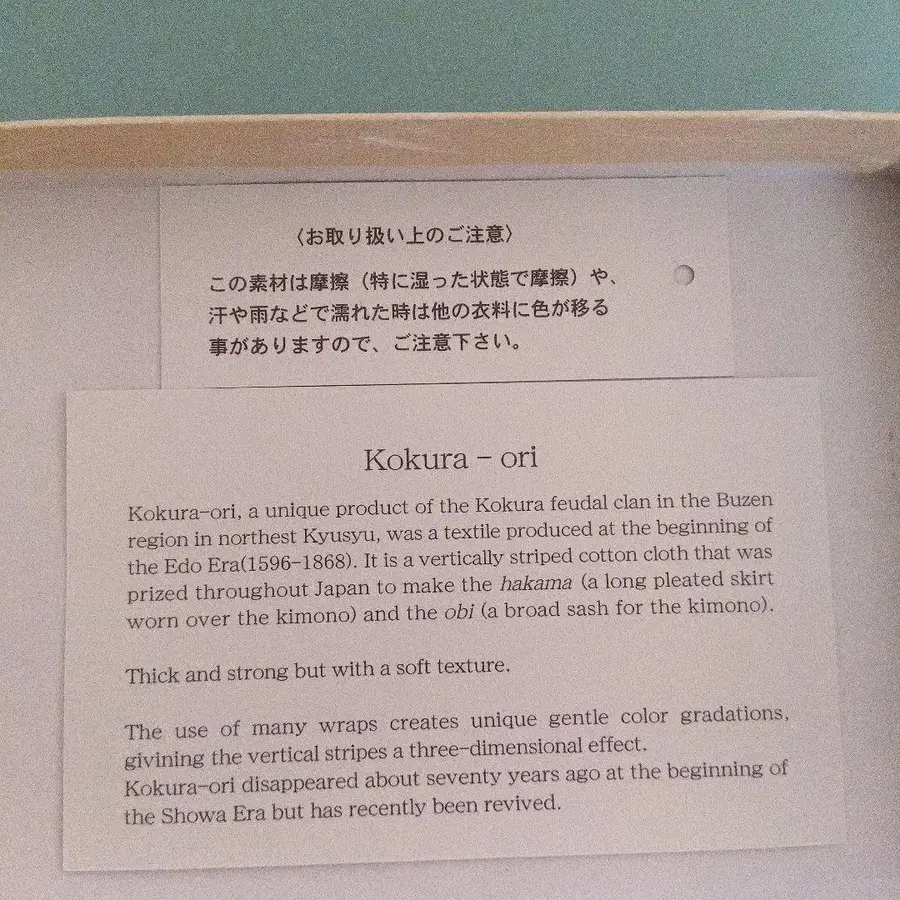 〈お取り扱い上のご注意〉
この素材は摩擦（特に湿った状態で摩擦）や、
汗や雨などで濡れた時は他の衣料に色が移る
事がありますので、ご注意下さい。
Kokura - ori
Kokura-ori, a unique product of the Kokura feudal clan in the Buzen
region in northest Kyusyu, was a textile produced at the beginning of
the Edo Era(1596-1868). It is a vertically striped cotton cloth that was
prized throughout Japan to make the hakama (a long pleated skirt
worn over the kimono) and the obi (a broad sash for the kimono).
Thick and strong but with a soft texture.
The use of many wraps creates unique gentle color gradations,
givining the vertical stripes a three-dimensional effect.
Kokura-ori disappeared about seventy years ago at the beginning of
the Showa Era but has recently been revived.